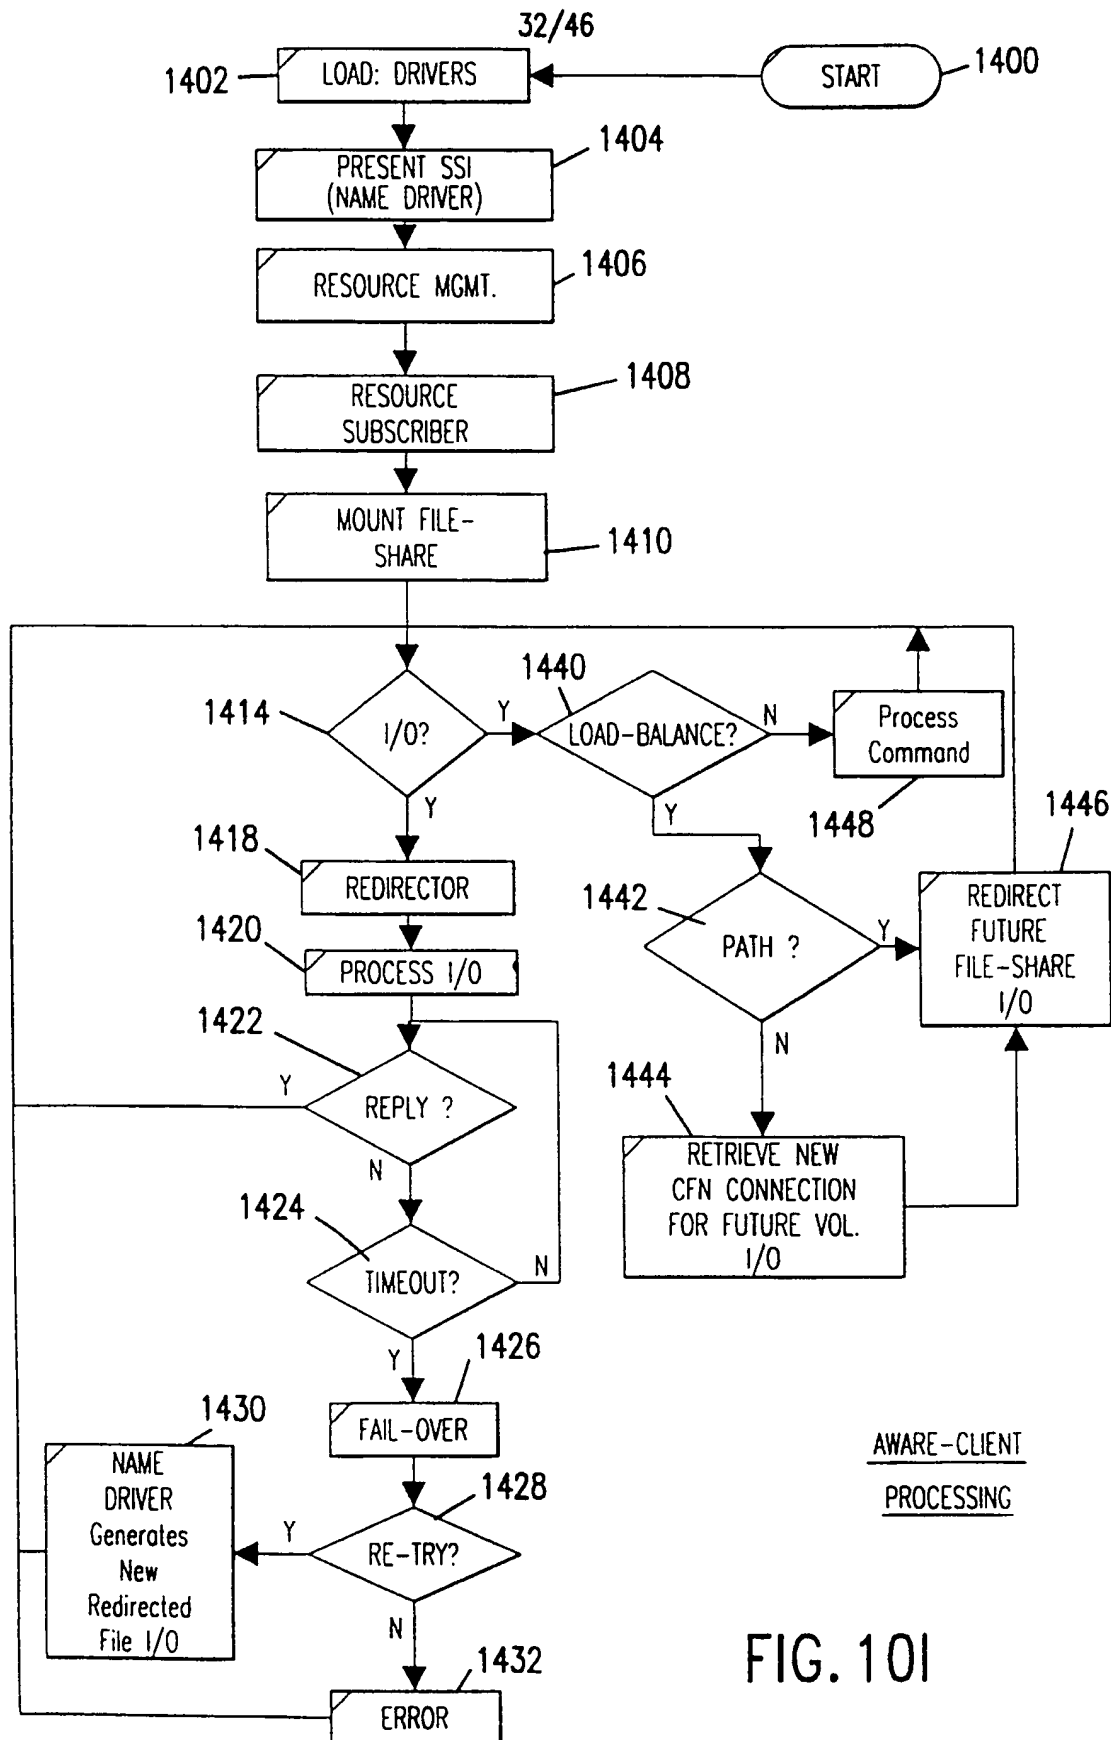 32/46
1402
LOAD: DRIVERS
START
1400
1404
PRESENT SSI
(NAME DRIVER)
1406
RESOURCE MGMT.
1408
RESOURCE
SUBSCRIBER
MOUNT FILE-
SHARE
1410
1414
I/O?
Y
Y
1440
LOAD-BALANCE?
N
Y
Process
Command
1448
1446
1418
REDIRECTOR
1442
PATH ?
Y
N
REDIRECT
FUTURE
FILE-SHARE
I/O
1420
PROCESS I/O
1422
Y
REPLY ?
N
1444
RETRIEVE NEW
CFN CONNECTION
FOR FUTURE VOL.
I/O
1424
TIMEOUT?
N
Y
1426
FAIL-OVER
1430
NAME
DRIVER
Generates
New
Redirected
File I/O
1428
Y
RE-TRY?
N
1432
ERROR
AWARE-CLIENT
PROCESSING
FIG. 10I